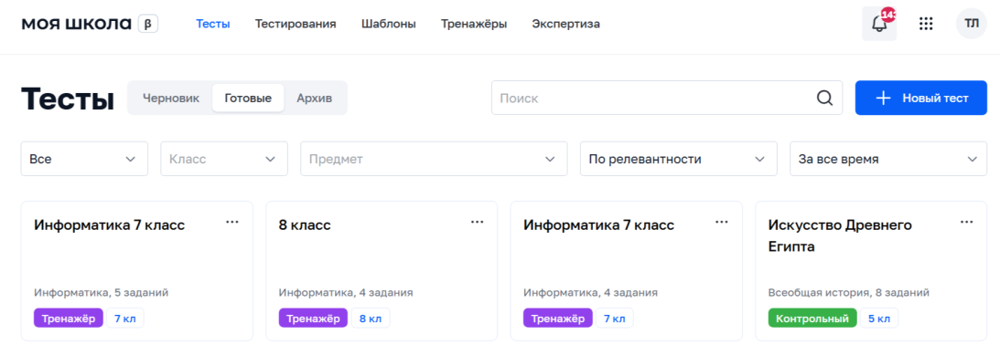 МОЯ ШКОЛА β
Тесты Тестирования Шаблоны Тренажёры Экспертиза
ТЛ
Тесты Черновик Готовые Архив Поиск Новый тест
Все Класс Предмет По релевантности За все время
Информатика 7 класс
Информатика, 5 заданий
Тренажёр 7 кл
8 класс
Информатика, 4 задания
Тренажёр 8 кл
Информатика 7 класс
Информатика, 4 задания
Тренажёр 7 кл
Искусство Древнего
Египта
Всеобщая история, 8 заданий
Контрольный 5 кл